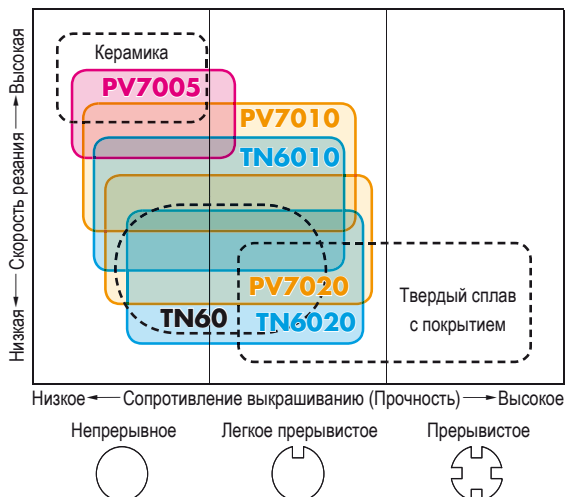 Керамика
PV7005
PV7010
TN6010
PV7020
TN60
TN6020
Твердый сплав
с покрытием
Низкая ← Скорость резания → Высокая
Низкое ← Сопротивление выкрашиванию (Прочность) → Высокое
Непрерывное Легкое прерывистое Прерывистое